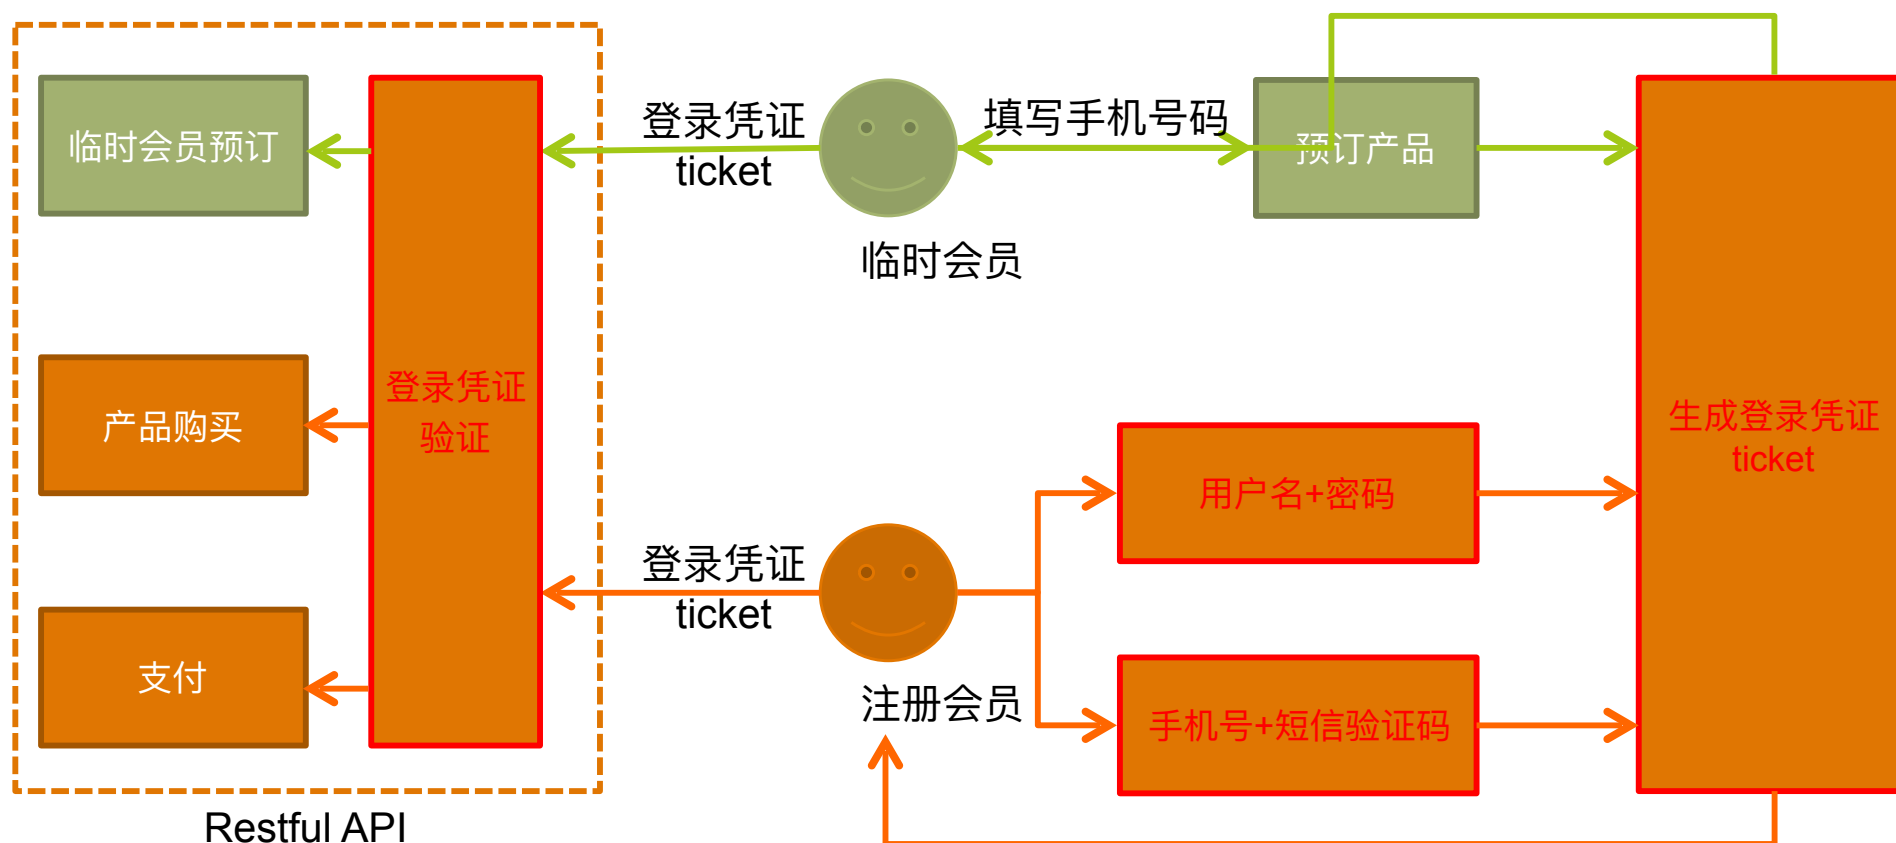 登录凭证
ticket
填写手机号码
临时会员预订
预订产品
临时会员
产品购买
登录凭证
验证
生成登录凭证
ticket
用户名+密码
登录凭证
ticket
支付
注册会员
手机号+短信验证码
Restful API